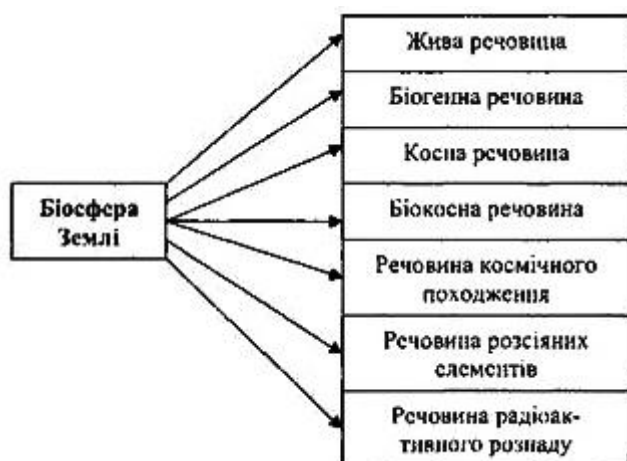 Біосфера
Землі
Жива речовина
Біогенна речовина
Косна речовина
Біокосна речовина
Речовина космічного
походження
Речовина розсіяних
елементів
Речовина радіоак-
тивного розпаду